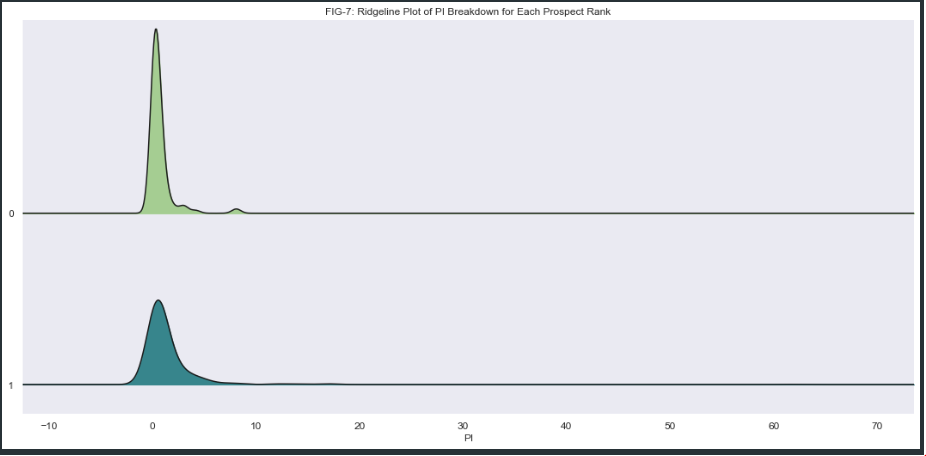 FIG-7: Ridgeline Plot of PI Breakdown for Each Prospect Rank
0
1
−10 0 10 20 30 40 50 60 70
PI